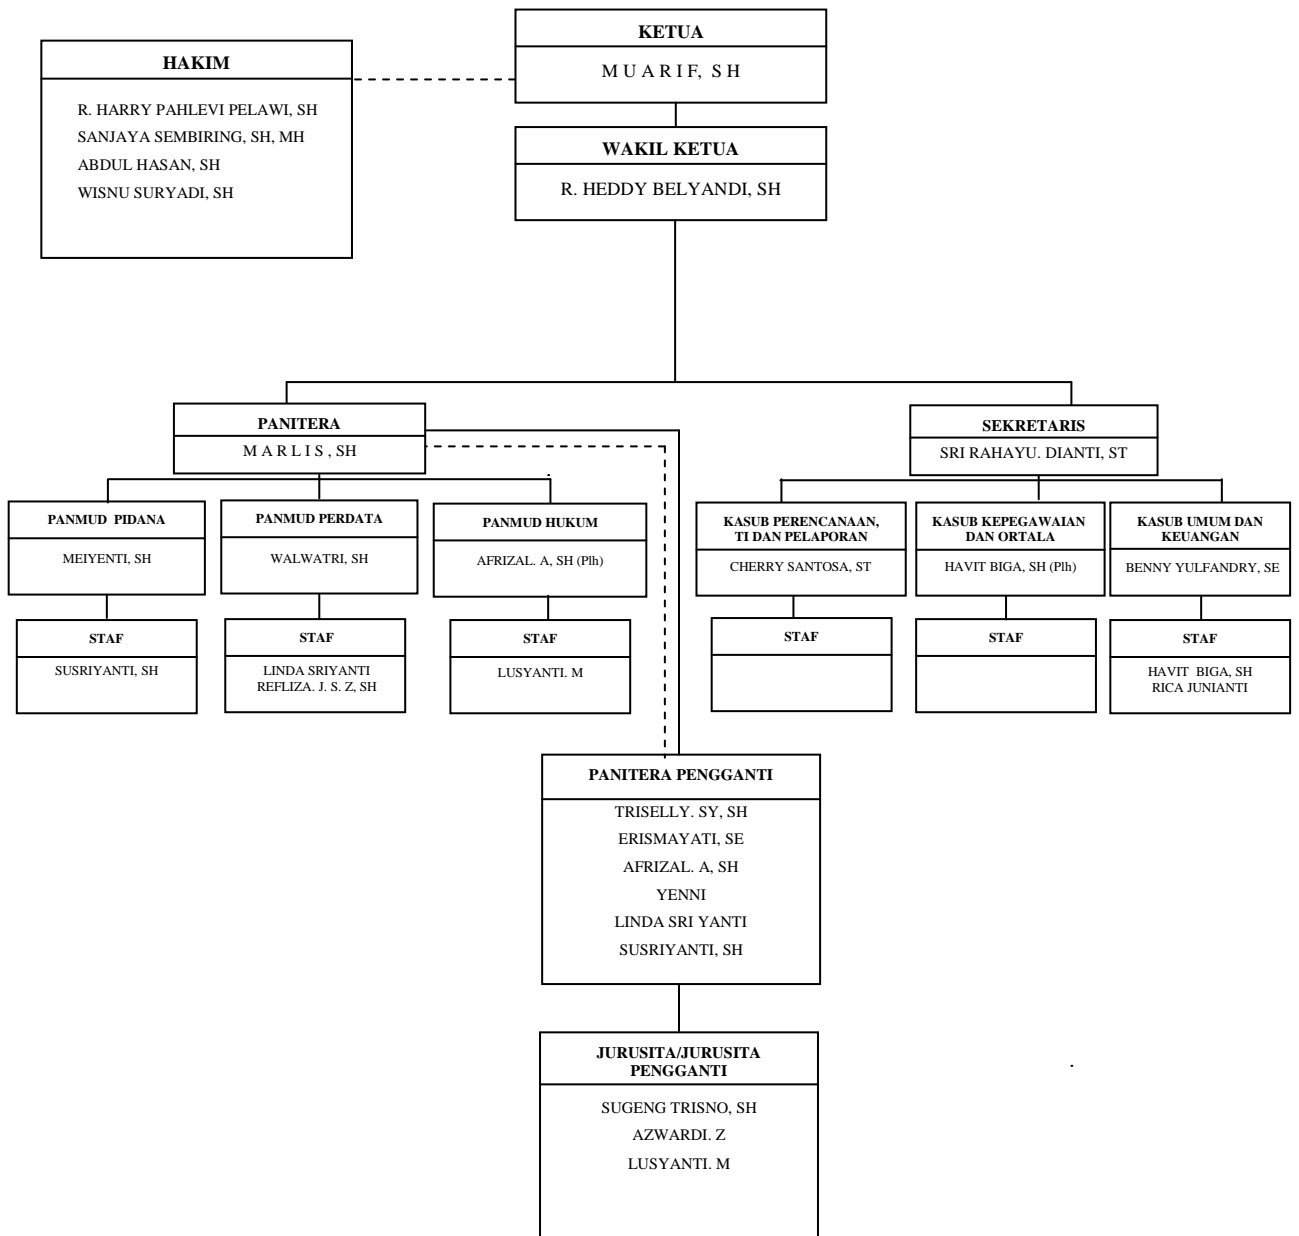 KETUA
M U A R I F, S H
HAKIM
R. HARRY PAHLEVI PELAWI, SH
SANJAYA SEMBIRING, SH, MH
ABDUL HASAN, SH
WISNU SURYADI, SH
WAKIL KETUA
R. HEDDY BELYANDI, SH
PANITERA
M A R L I S , SH
SEKRETARIS
SRI RAHAYU. DIANTI, ST
PANMUD PIDANA
MEIYENTI, SH
PANMUD PERDATA
WALWATRI, SH
PANMUD HUKUM
AFRIZAL. A, SH (Plh)
KASUB PERENCANAAN,
TI DAN PELAPORAN
CHERRY SANTOSA, ST
KASUB KEPEGAWAIAN
DAN ORTALA
HAVIT BIGA, SH (Plh)
KASUB UMUM DAN
KEUANGAN
BENNY YULFANDRY, SE
STAF
SUSRIYANTI, SH
STAF
LINDA SRIYANTI
REFLIZA. J. S. Z, SH
STAF
LUSYANTI. M
STAF
STAF
STAF
HAVIT BIGA, SH
RICA JUNIANTI
PANITERA PENGGANTI
TRISELLY. SY, SH
ERISMAYATI, SE
AFRIZAL. A, SH
YENNI
LINDA SRI YANTI
SUSRIYANTI, SH
JURUSITA/JURUSITA
PENGGANTI
SUGENG TRISNO, SH
AZWARDI. Z
LUSYANTI. M